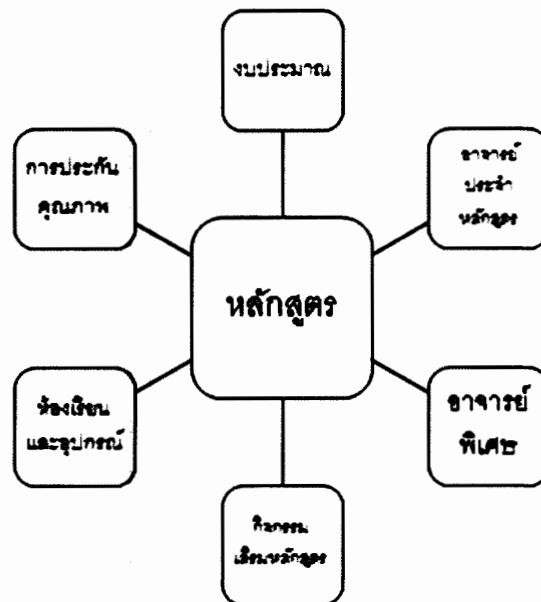 งบประมาณ
การประกัน
คุณภาพ
อาจารย์
ประจำ
หลักสูตร
หลักสูตร
ห้องเรียน
และอุปกรณ์
อาจารย์
พิเศษ
กิจกรรม
เสริมหลักสูตร